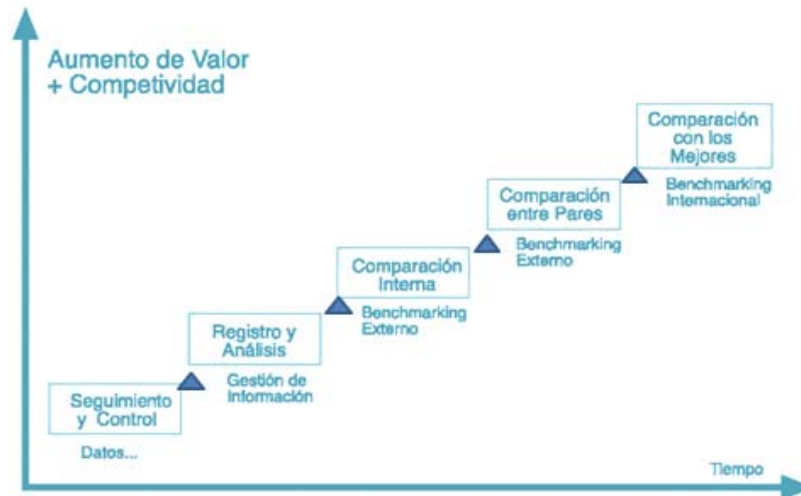 Aumento de Valor
+ Competividad
Comparación
con los
Mejores
Benchmarking
Internacional
Comparación
entre Pares
Benchmarking
Externo
Comparación
Interna
Benchmarking
Externo
Registro y
Análisis
Gestión de
Información
Seguimiento
y Control
Datos...
Tiempo